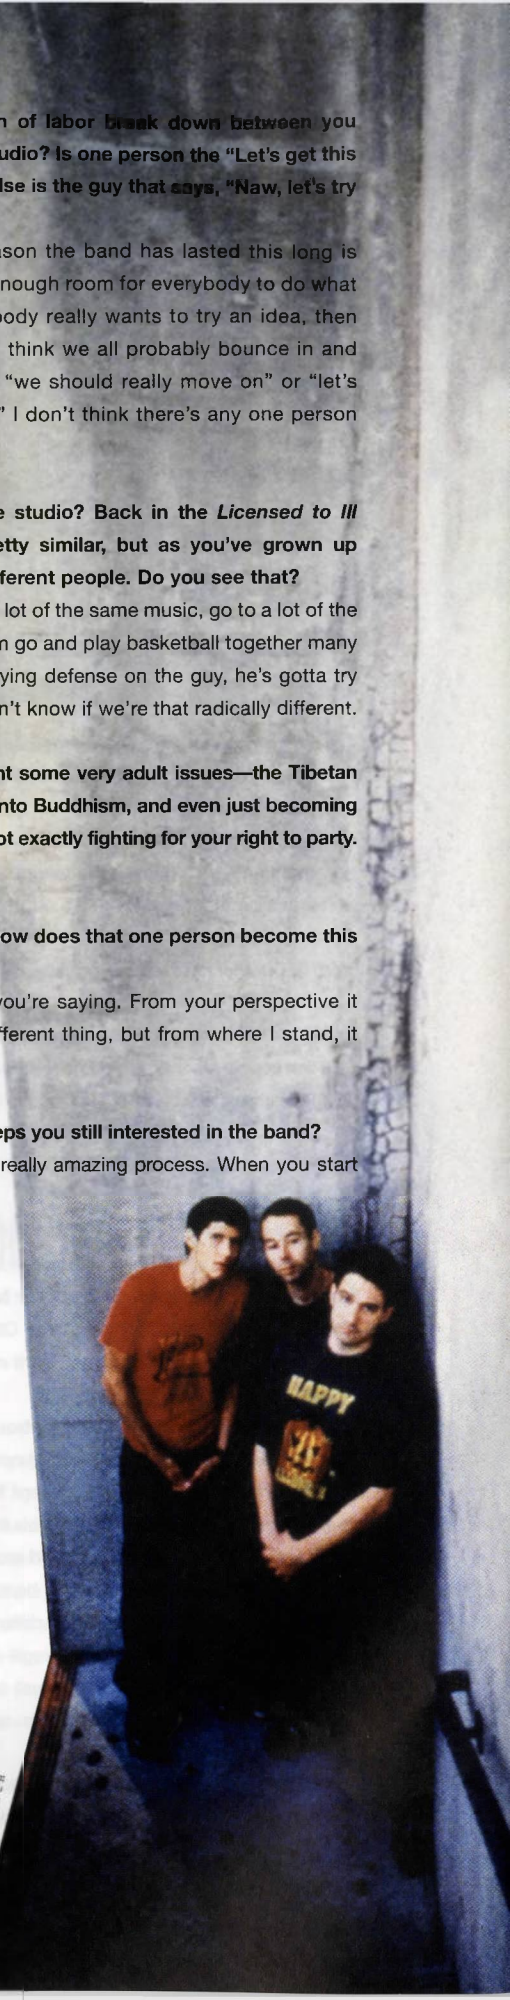 n of labor break down between you
udio? Is one person the “Let's get this
lse is the guy that says, “Naw, let's try
ason the band has lasted this long is
nough room for everybody to do what
body really wants to try an idea, then
think we all probably bounce in and
“we should really move on” or “let's
” I don't think there's any one person
e studio? Back in the Licensed to Ill
etty similar, but as you've grown up
fferent people. Do you see that?
lot of the same music, go to a lot of the
m go and play basketball together many
ying defense on the guy, he's gotta try
n't know if we're that radically different.
nt some very adult issues—the Tibetan
nto Buddhism, and even just becoming
ot exactly fighting for your right to party.
ow does that one person become this
you're saying. From your perspective it
fferent thing, but from where I stand, it
eps you still interested in the band?
really amazing process. When you start
HAPPY